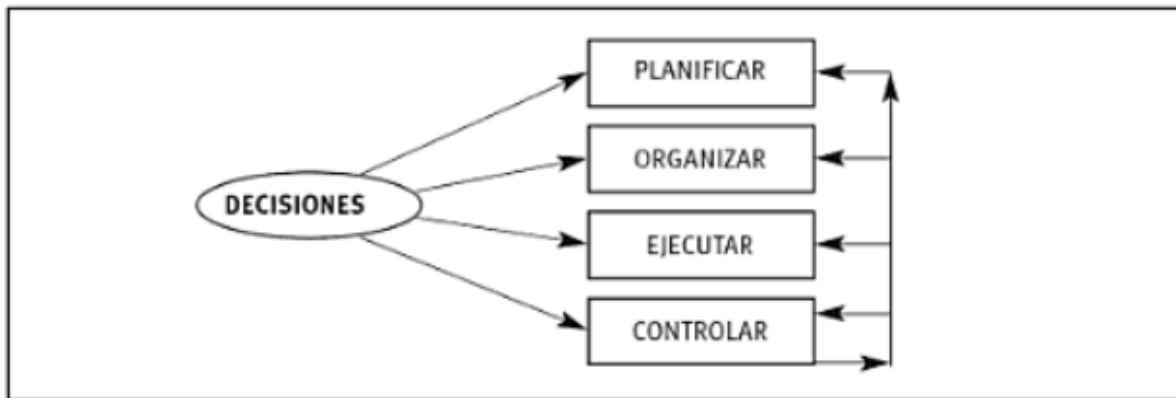 PLANIFICAR
ORGANIZAR
DECISIONES
EJECUTAR
CONTROLAR